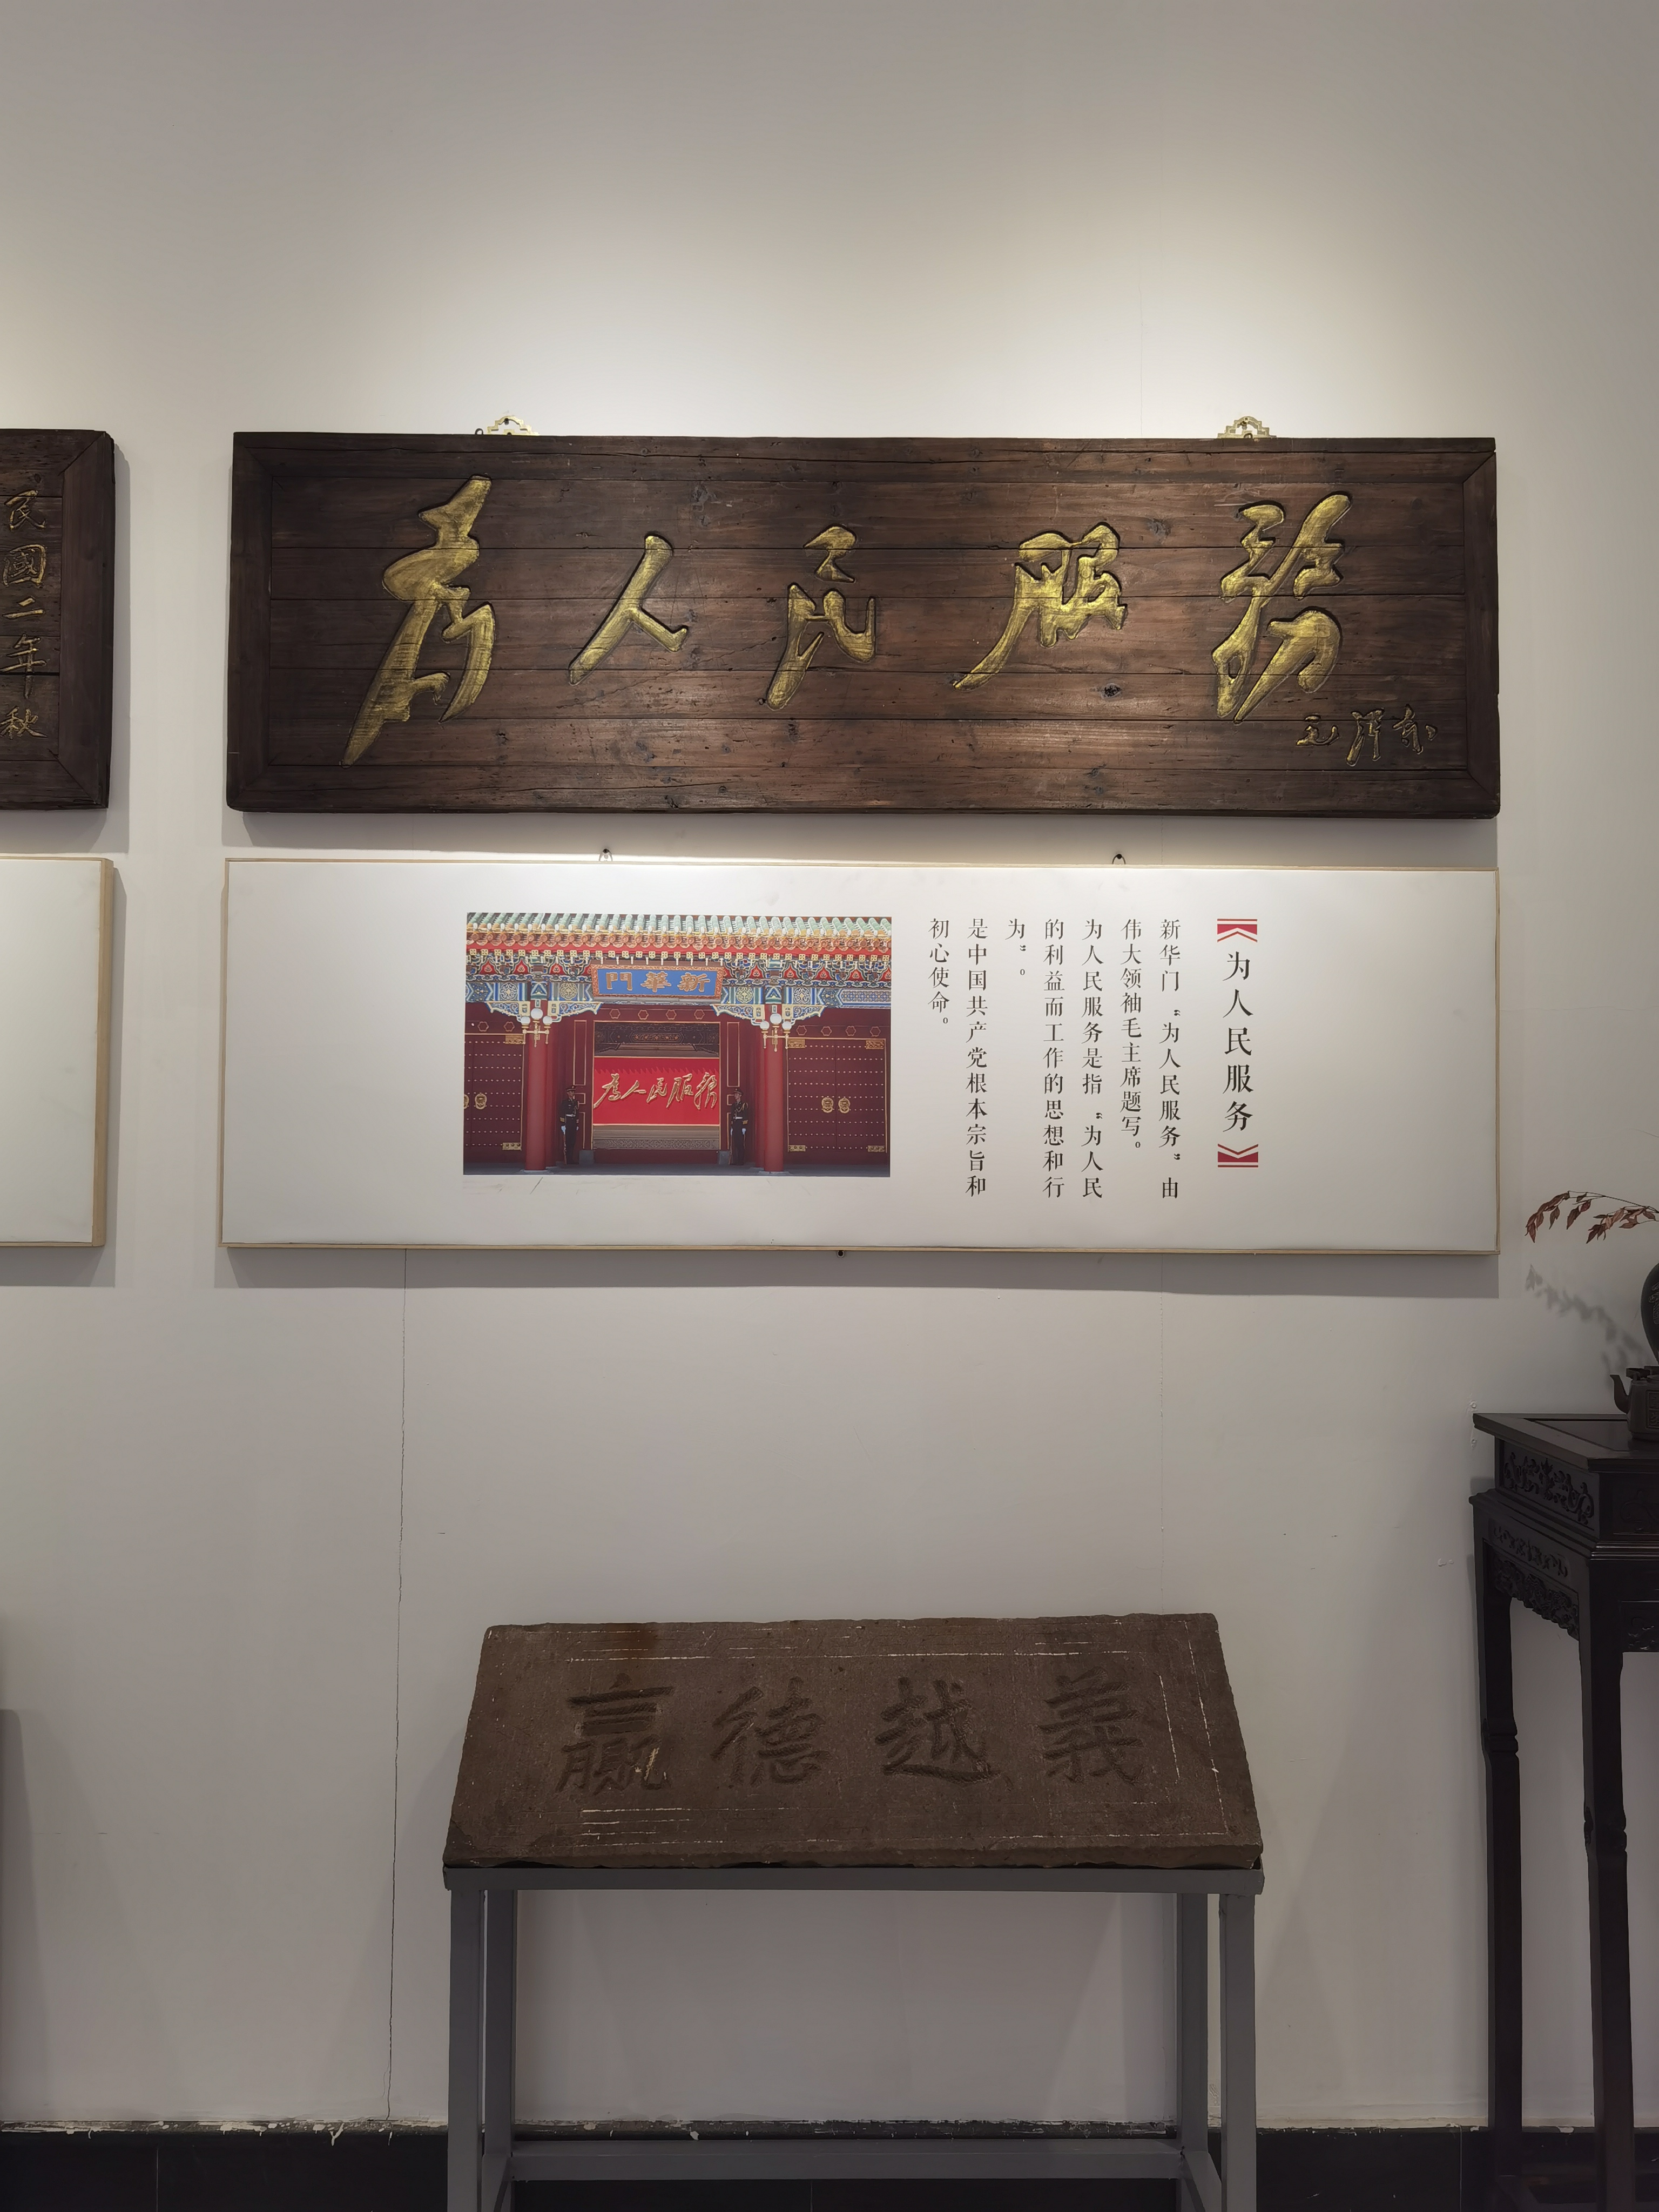 民國二年秋
為人民服務
毛澤東
为人民服务
新华门“为人民服务”由
伟大领袖毛主席题写。
为人民服务是指“为人民
的利益而工作的思想和行
为”。
是中国共产党根本宗旨和
初心使命。
新華門
為人民服務
義越德贏